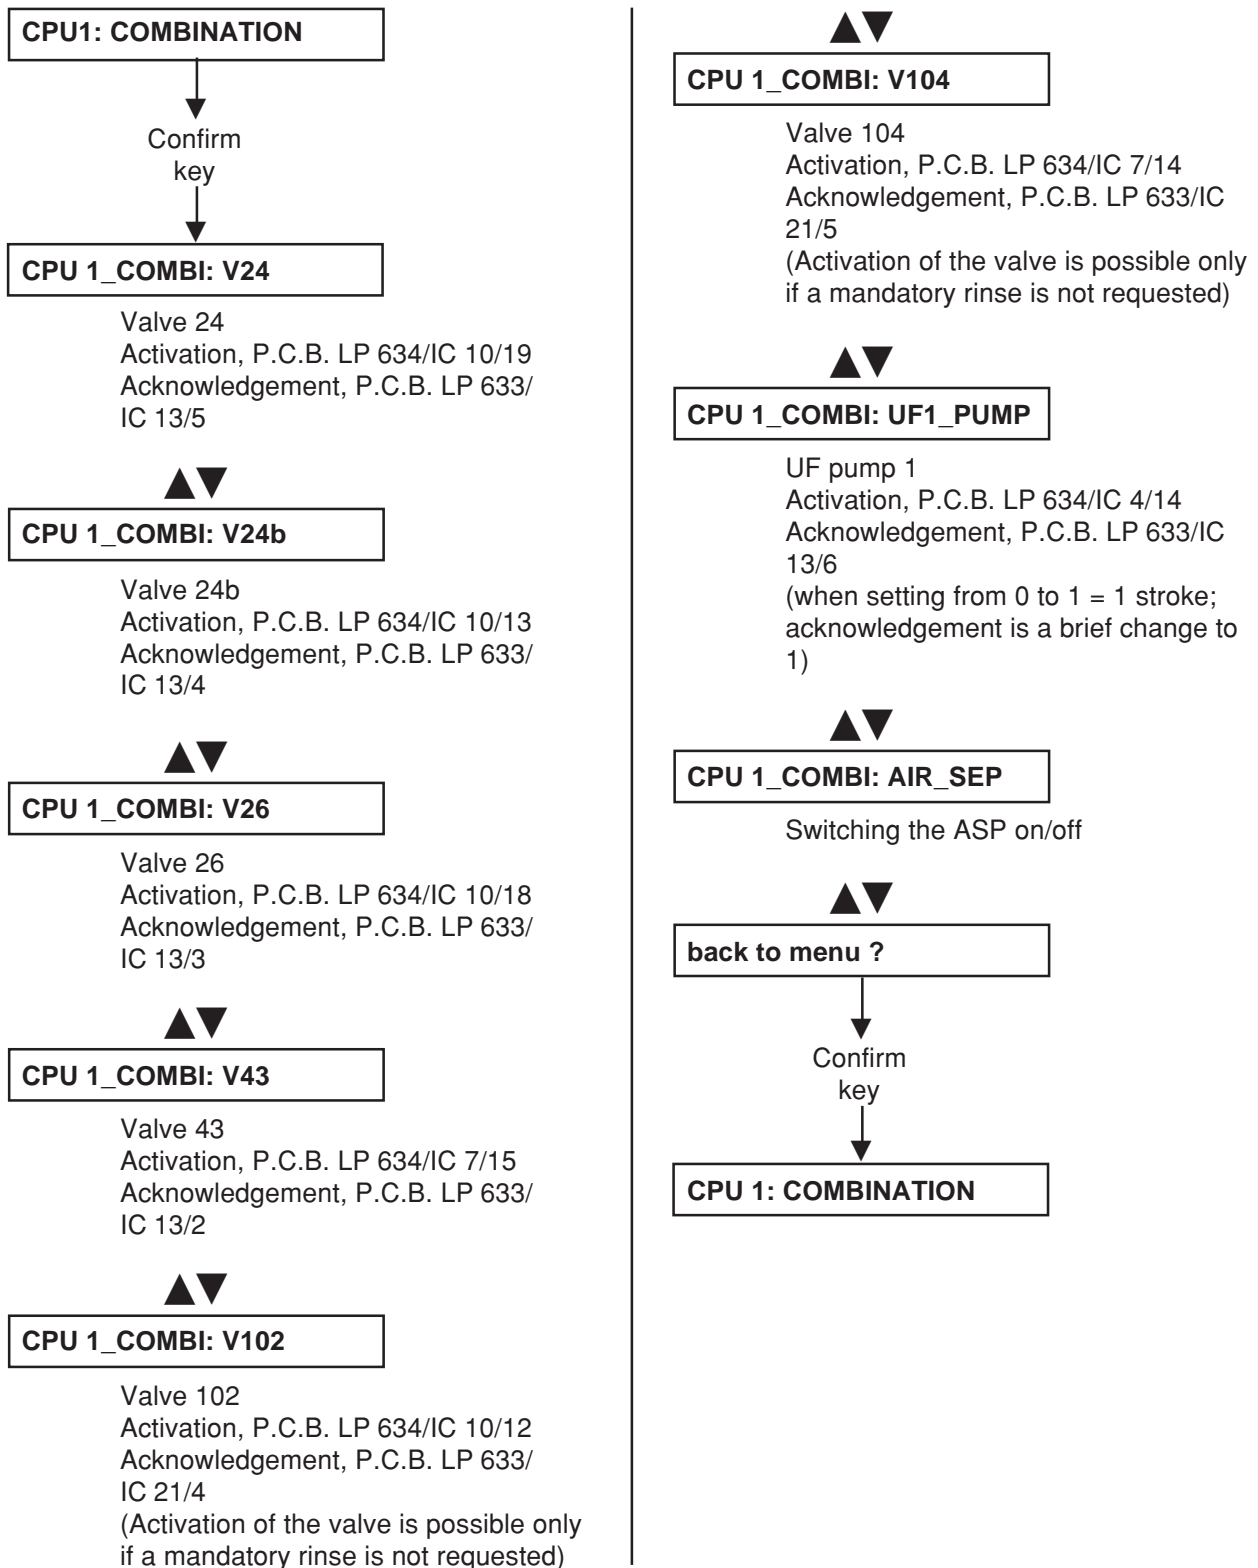 CPU1: COMBINATION
Confirm
key
CPU 1_COMBI: V24
Valve 24
Activation, P.C.B. LP 634/IC 10/19
Acknowledgement, P.C.B. LP 633/
IC 13/5
▲▼
CPU 1_COMBI: V24b
Valve 24b
Activation, P.C.B. LP 634/IC 10/13
Acknowledgement, P.C.B. LP 633/
IC 13/4
▲▼
CPU 1_COMBI: V26
Valve 26
Activation, P.C.B. LP 634/IC 10/18
Acknowledgement, P.C.B. LP 633/
IC 13/3
▲▼
CPU 1_COMBI: V43
Valve 43
Activation, P.C.B. LP 634/IC 7/15
Acknowledgement, P.C.B. LP 633/
IC 13/2
▲▼
CPU 1_COMBI: V102
Valve 102
Activation, P.C.B. LP 634/IC 10/12
Acknowledgement, P.C.B. LP 633/
IC 21/4
(Activation of the valve is possible only
if a mandatory rinse is not requested)
▲▼
CPU 1_COMBI: V104
Valve 104
Activation, P.C.B. LP 634/IC 7/14
Acknowledgement, P.C.B. LP 633/IC
21/5
(Activation of the valve is possible only
if a mandatory rinse is not requested)
▲▼
CPU 1_COMBI: UF1_PUMP
UF pump 1
Activation, P.C.B. LP 634/IC 4/14
Acknowledgement, P.C.B. LP 633/IC
13/6
(when setting from 0 to 1 = 1 stroke;
acknowledgement is a brief change to
1)
▲▼
CPU 1_COMBI: AIR_SEP
Switching the ASP on/off
▲▼
back to menu ?
Confirm
key
CPU 1: COMBINATION